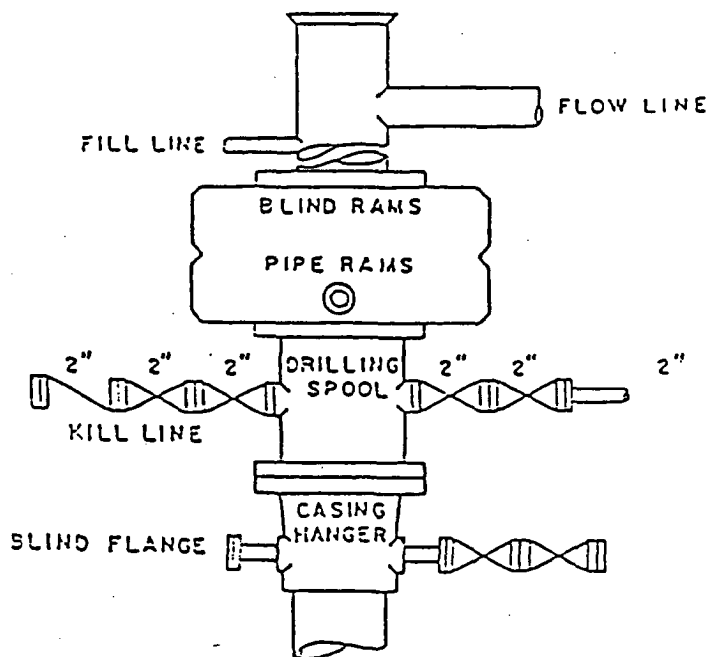 FLOW LINE
FILL LINE
BLIND RAMS
PIPE RAMS
2" 2" 2" DRILLING 2" 2" 2"
SPOOL
KILL LINE
CASING
HANGER
BLIND FLANGE